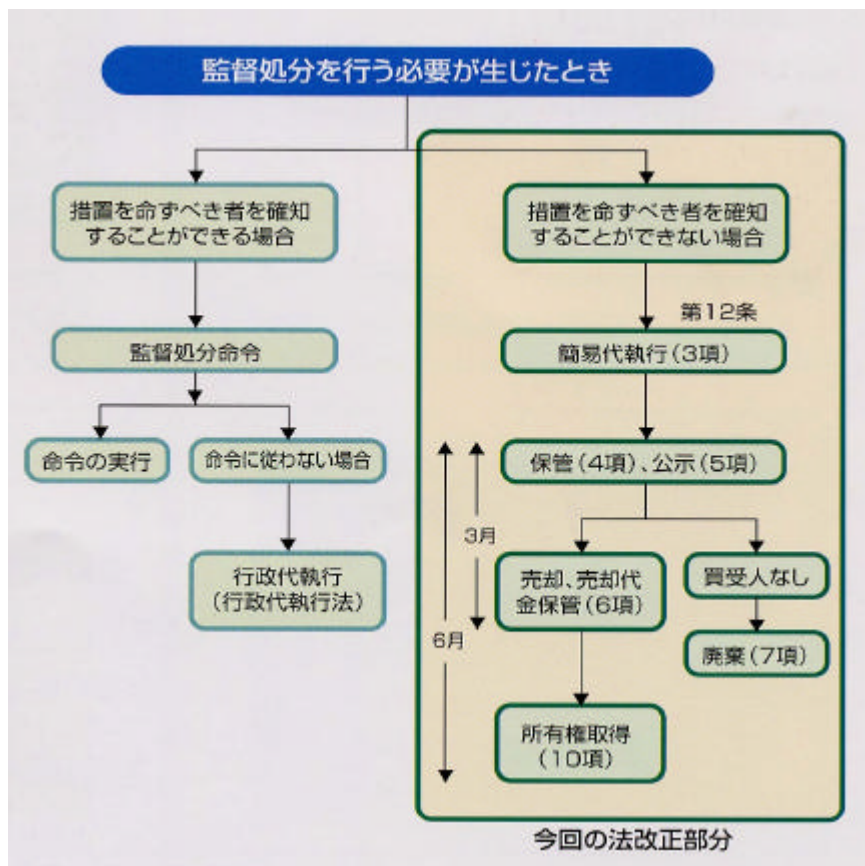 監督処分を行う必要が生じたとき
措置を命ずべき者を確知
することができる場合
監督処分命令
命令の実行
命令に従わない場合
行政代執行
(行政代執行法)
措置を命ずべき者を確知
することができない場合
第12条
簡易代執行(3項)
保管(4項)、公示(5項)
3月
6月
売却、売却代
金保管(6項)
買受人なし
廃棄(7項)
所有権取得
(10項)
今回の法改正部分